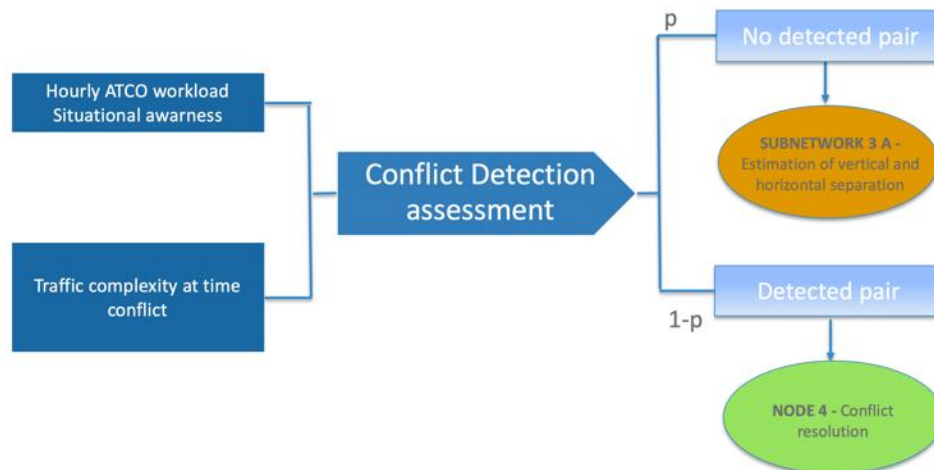 Hourly ATCO workload
Situational awarness
Traffic complexity at time
conflict
Conflict Detection
assessment
p
No detected pair
SUBNETWORK 3 A -
Estimation of vertical and
horizontal separation
1-p
Detected pair
NODE 4 - Conflict
resolution